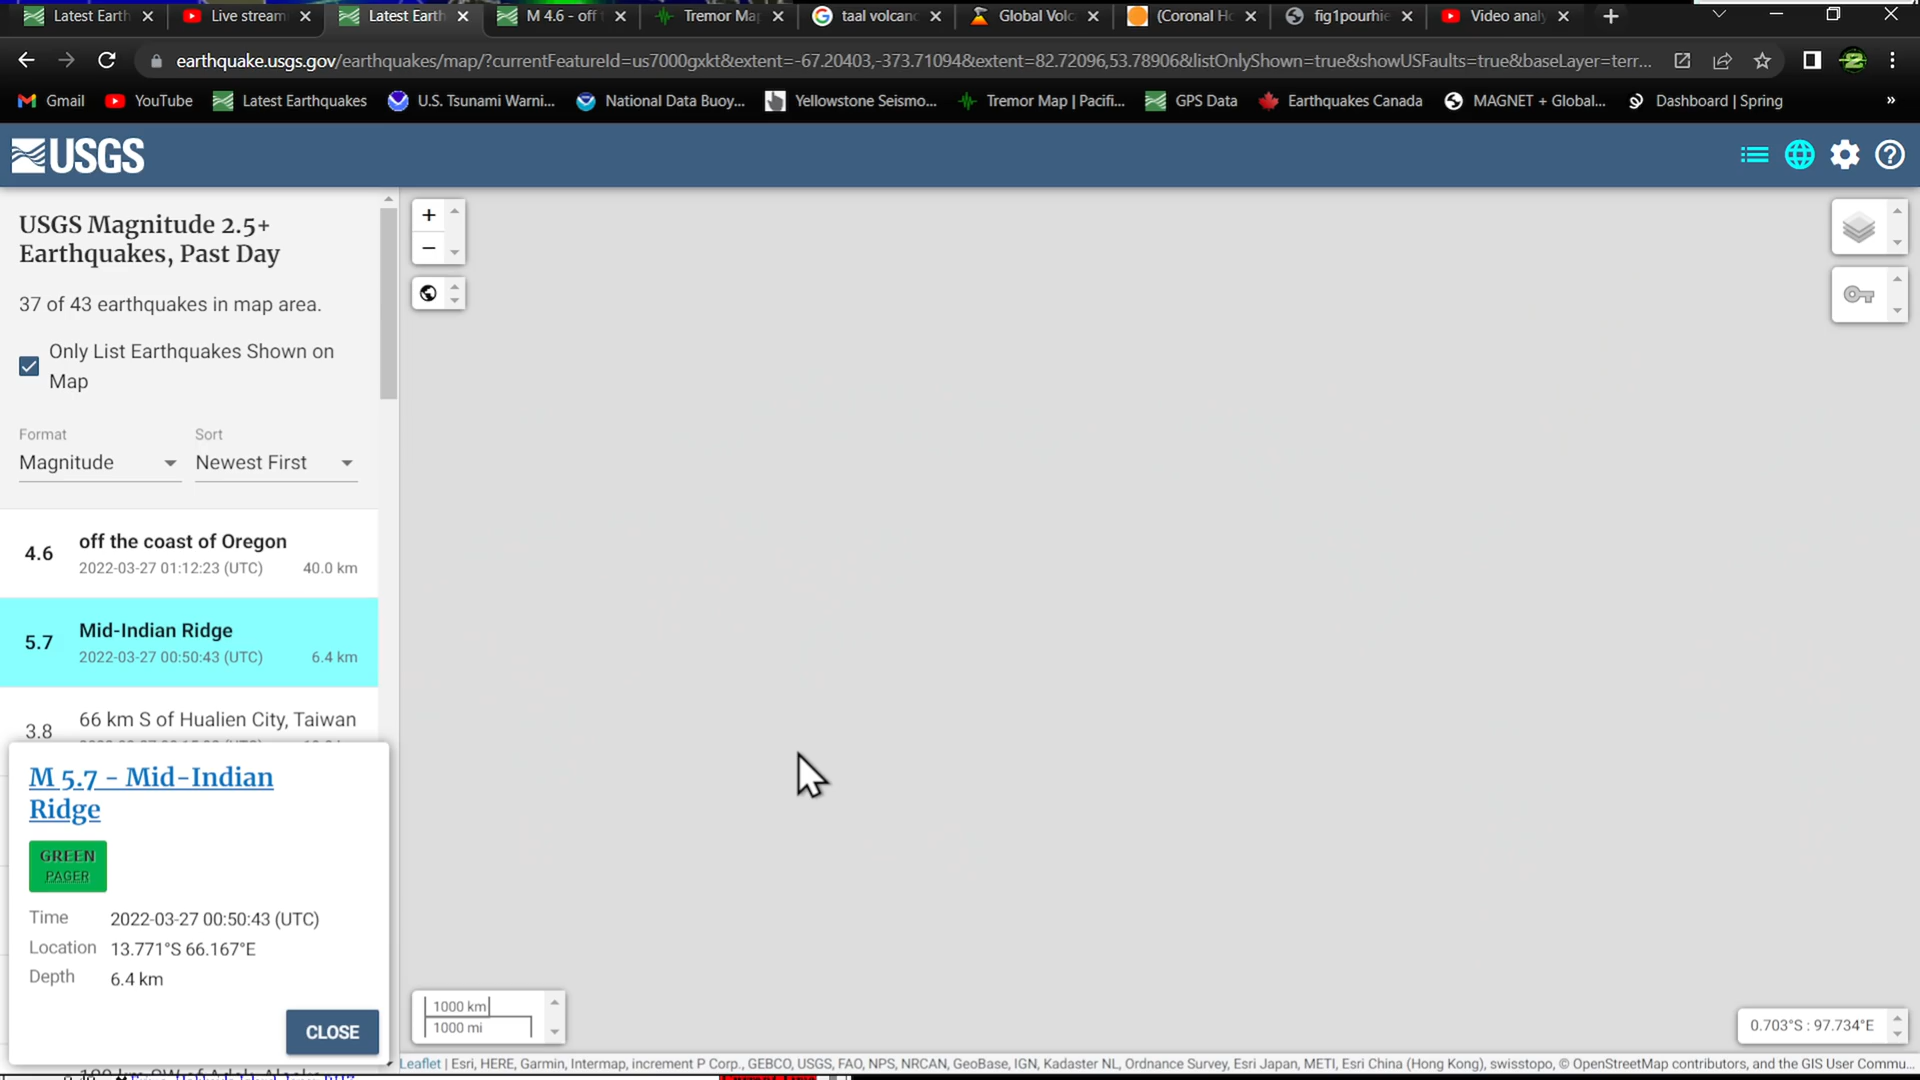 Latest Earth
Live stream
Latest Earth
M 4.6 - off
Tremor Ma
taal volcano
Global Volc
(Coronal Ho
fig1pourhie
Video analy
earthquake.usgs.gov/earthquakes/map/?currentFeatureId=us7000gxkt&extent=-67.20403,-373.71094&extent=82.72096,53.78906&listOnlyShown=true&showUSFaults=true&baseLayer=terr...
Gmail
YouTube
Latest Earthquakes
U.S. Tsunami Warni...
National Data Buoy...
Yellowstone Seismo...
Tremor Map | Pacifi...
GPS Data
Earthquakes Canada
MAGNET + Global...
Dashboard | Spring
»
USGS
USGS Magnitude 2.5+
Earthquakes, Past Day
37 of 43 earthquakes in map area.
Only List Earthquakes Shown on
Map
Format
Sort
Magnitude
Newest First
4.6
off the coast of Oregon
2022-03-27 01:12:23 (UTC)
40.0 km
5.7
Mid-Indian Ridge
2022-03-27 00:50:43 (UTC)
6.4 km
3.8
66 km S of Hualien City, Taiwan
M 5.7 - Mid-Indian
Ridge
GREEN
PAGER
Time
2022-03-27 00:50:43 (UTC)
Location
13.771°S 66.167°E
Depth
6.4 km
CLOSE
+
−
1000 km
1000 mi
0.703°S : 97.734°E
Leaflet | Esri, HERE, Garmin, Intermap, increment P Corp., GEBCO, USGS, FAO, NPS, NRCAN, GeoBase, IGN, Kadaster NL, Ordnance Survey, Esri Japan, METI, Esri China (Hong Kong), swisstopo, © OpenStreetMap contributors, and the GIS User Commu...